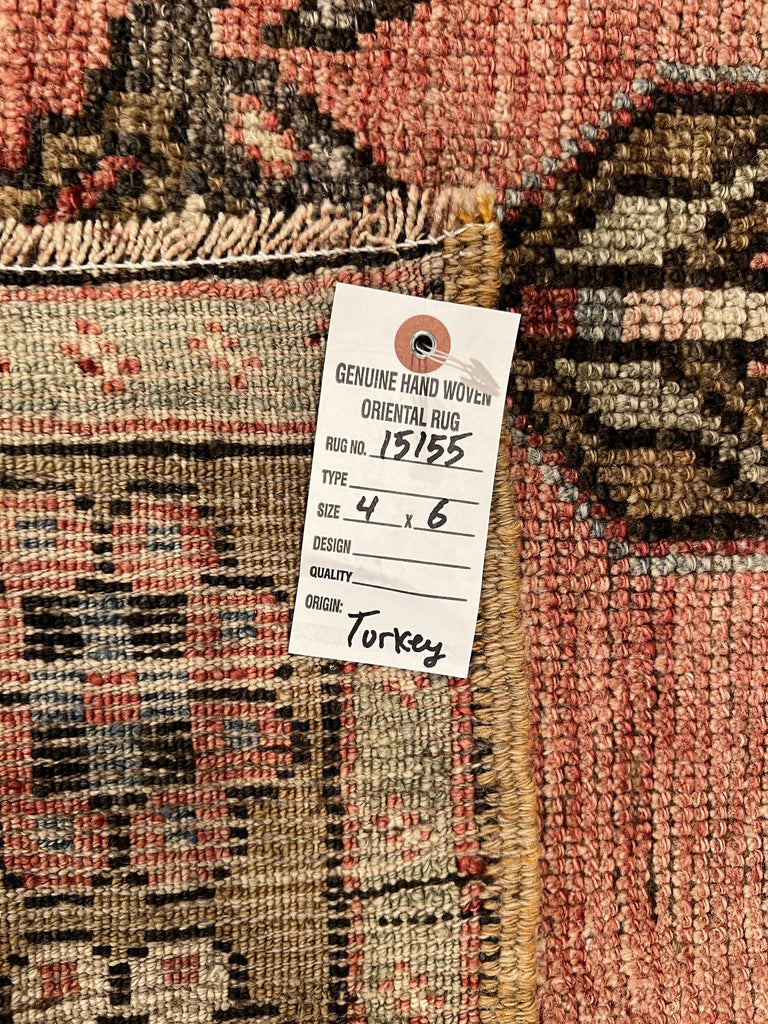 GENUINE HAND WOVEN
ORIENTAL RUG
RUG NO. 15155
TYPE
SIZE 4 x 6
DESIGN
QUALITY
ORIGIN:
Turkey